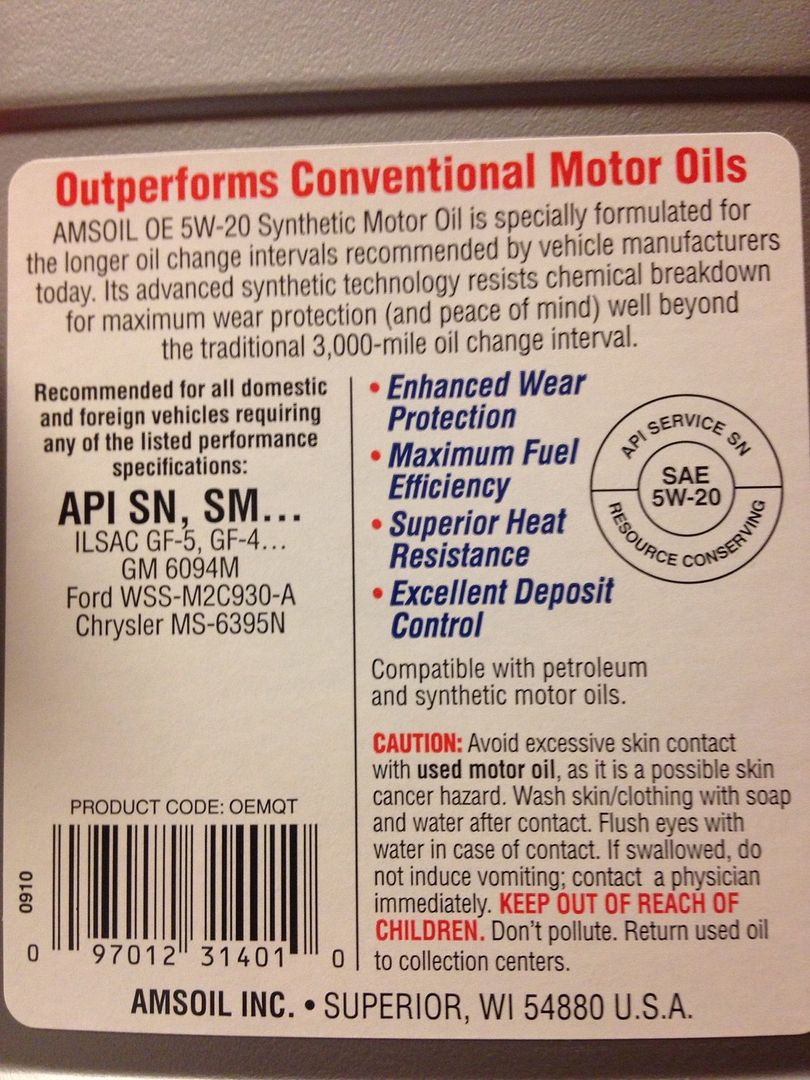 Outperforms Conventional Motor Oils
AMSOIL OE 5W-20 Synthetic Motor Oil is specially formulated for
the longer oil change intervals recommended by vehicle manufacturers
today. Its advanced synthetic technology resists chemical breakdown
for maximum wear protection (and peace of mind) well beyond
the traditional 3,000-mile oil change interval.
Recommended for all domestic
and foreign vehicles requiring
any of the listed performance
specifications:
API SN, SM...
ILSAC GF-5, GF-4...
GM 6094M
Ford WSS-M2C930-A
Chrysler MS-6395N
• Enhanced Wear
Protection
• Maximum Fuel
Efficiency
• Superior Heat
Resistance
• Excellent Deposit
Control
API SERVICE SN
SAE
5W-20
RESOURCE CONSERVING
Compatible with petroleum
and synthetic motor oils.
CAUTION: Avoid excessive skin contact
with used motor oil, as it is a possible skin
cancer hazard. Wash skin/clothing with soap
and water after contact. Flush eyes with
water in case of contact. If swallowed, do
not induce vomiting; contact a physician
immediately. KEEP OUT OF REACH OF
CHILDREN. Don't pollute. Return used oil
to collection centers.
PRODUCT CODE: OEMQT
0910
0 97012 31401 0
AMSOIL INC. • SUPERIOR, WI 54880 U.S.A.